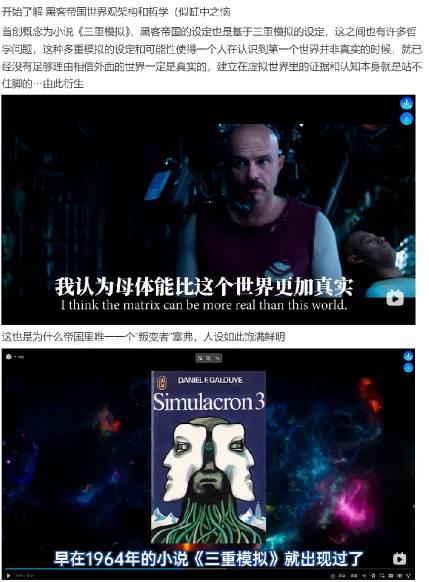 开始了解 黑客帝国世界观架构和哲学（似缸中之恼
首创概念为小说《三重模拟》，黑客帝国的设定也是基于三重模拟的设定，这之间也有许多哲
学问题，这种多重模拟的设定和可能性使得一个人在认识到第一个世界并非真实的时候，就已
经没有足够理由相信外面的世界一定是真实的，建立在虚拟世界里的证据和认知本身就是站不
住脚的…由此衍生
我认为母体能比这个世界更加真实
I think the matrix can be more real than this world.
这也是为什么帝国里唯一一个“叛变者”塞弗，人设如此饱满鲜明
DANIEL F. GALOUYE
Simulacron 3
早在1964年的小说《三重模拟》就出现过了